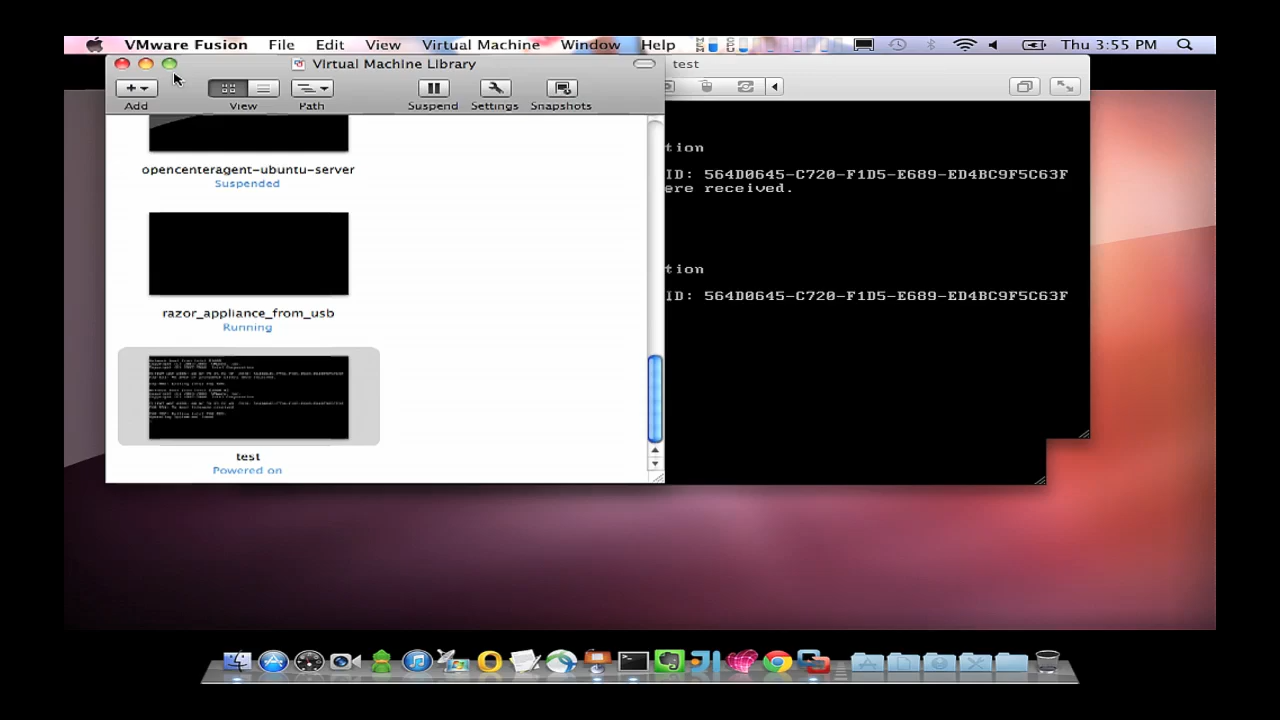 VMware Fusion File Edit View Virtual Machine Window Help Thu 3:55 PM
Virtual Machine Library
test
Add View Path Suspend Settings Snapshots
opencenteragent-ubuntu-server
Suspended
razor_appliance_from_usb
Running
test
Powered on
tion
ID: 564D0645-C720-F1D5-E689-ED4BC9F5C63F
ere received.
tion
ID: 564D0645-C720-F1D5-E689-ED4BC9F5C63F